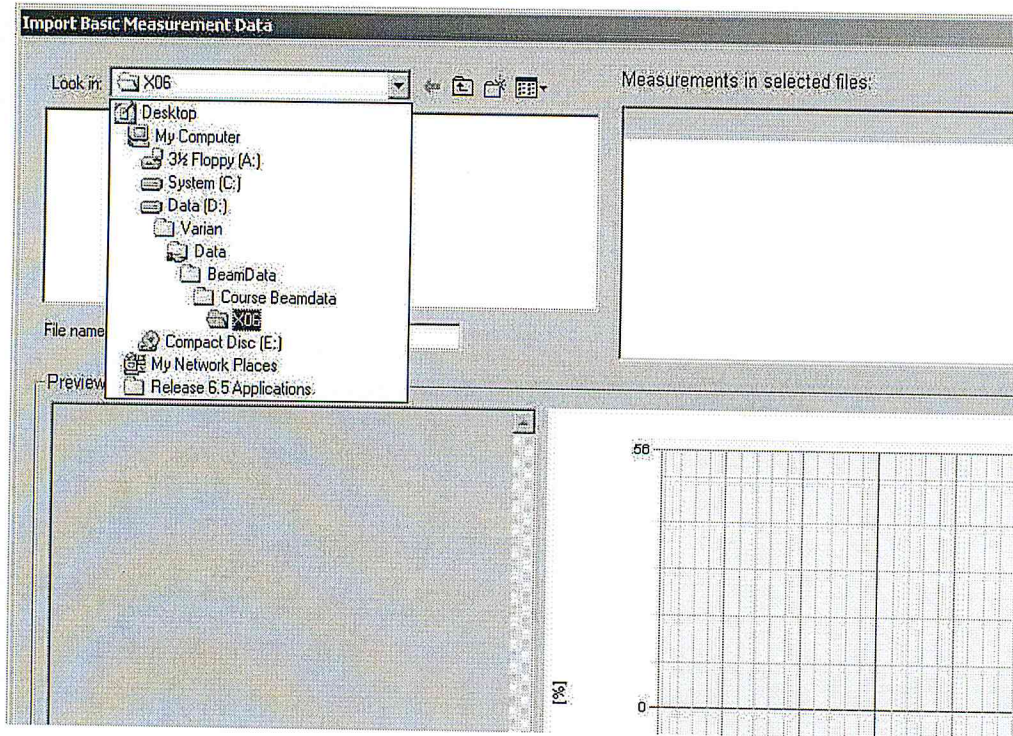 Import Basic Measurement Data
Look in: X06
Desktop
My Computer
3½ Floppy (A:)
System (C:)
Data (D:)
Varian
Data
BeamData
Course Beamdata
X06
Compact Disc (E:)
My Network Places
Release 6.5 Applications
File name
Preview
Measurements in selected files:
56
[%]
0